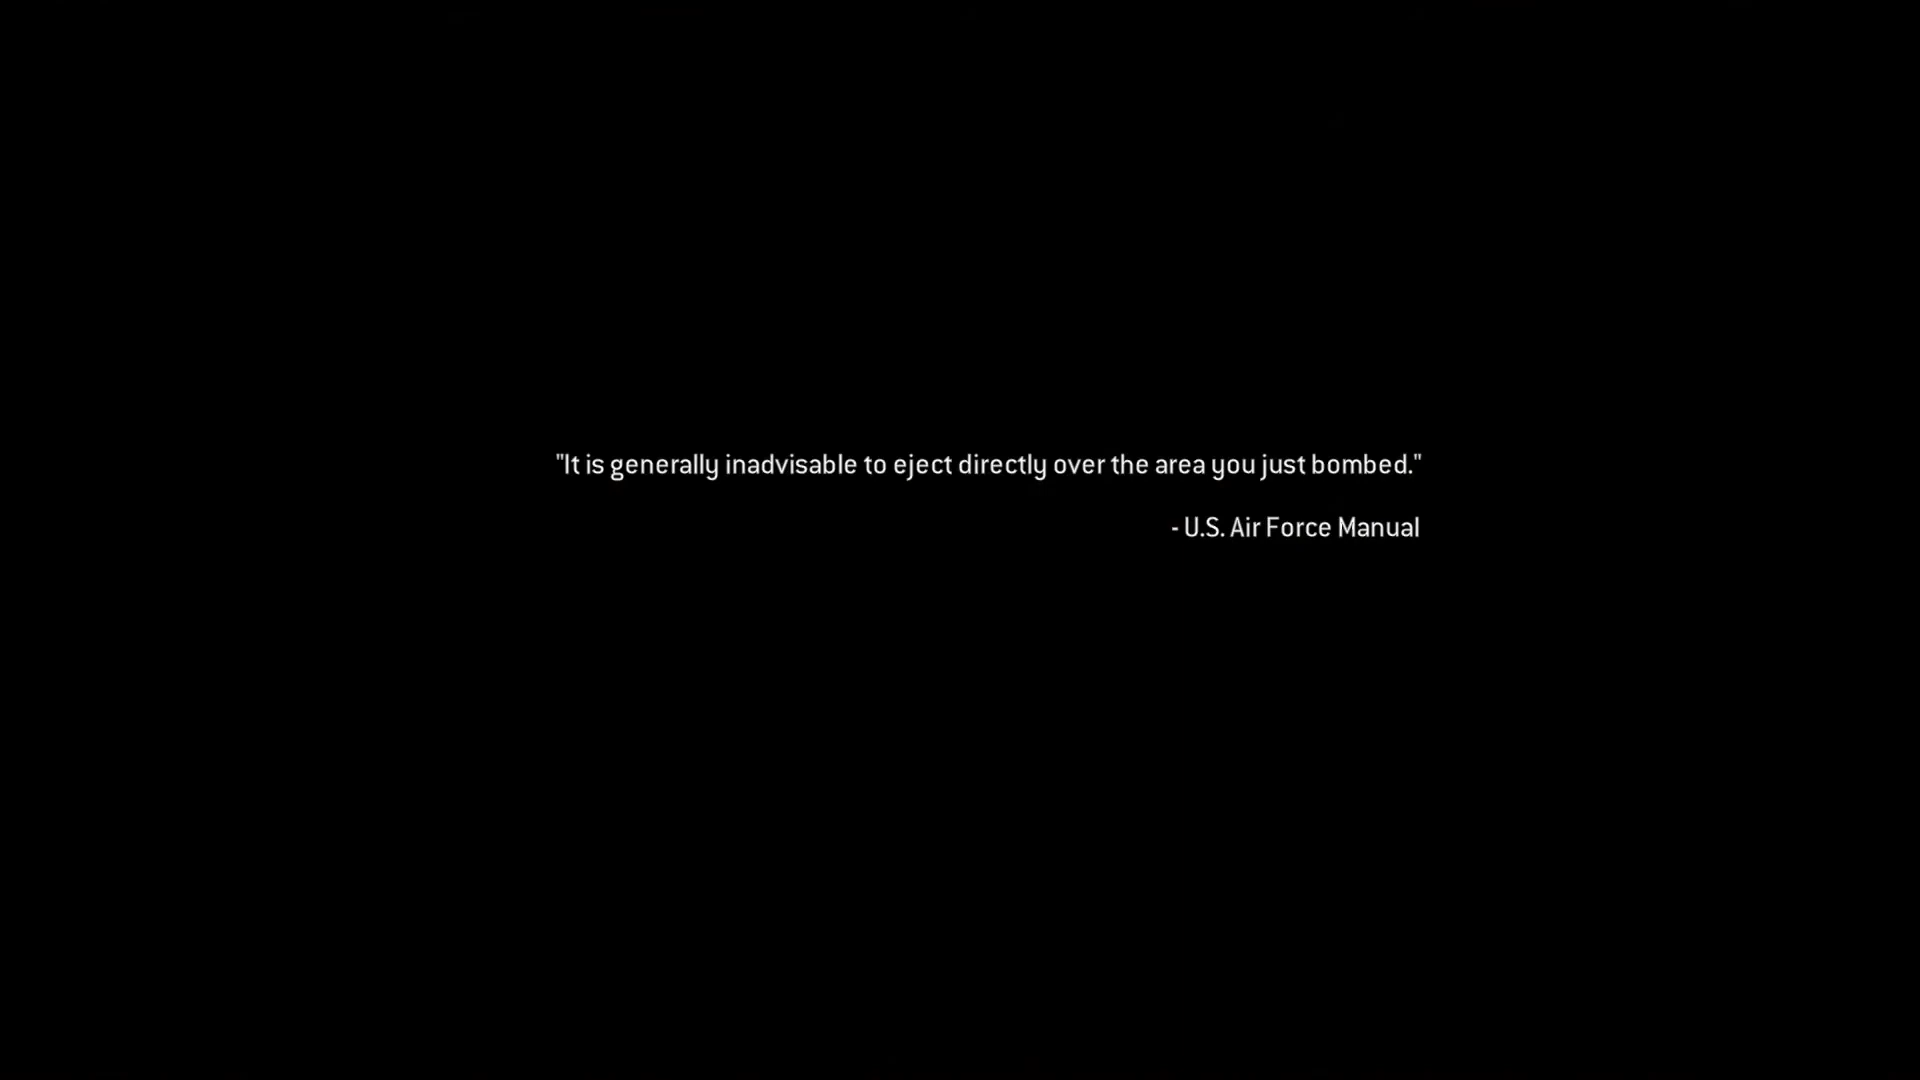 "It is generally inadvisable to eject directly over the area you just bombed."
- U.S. Air Force Manual